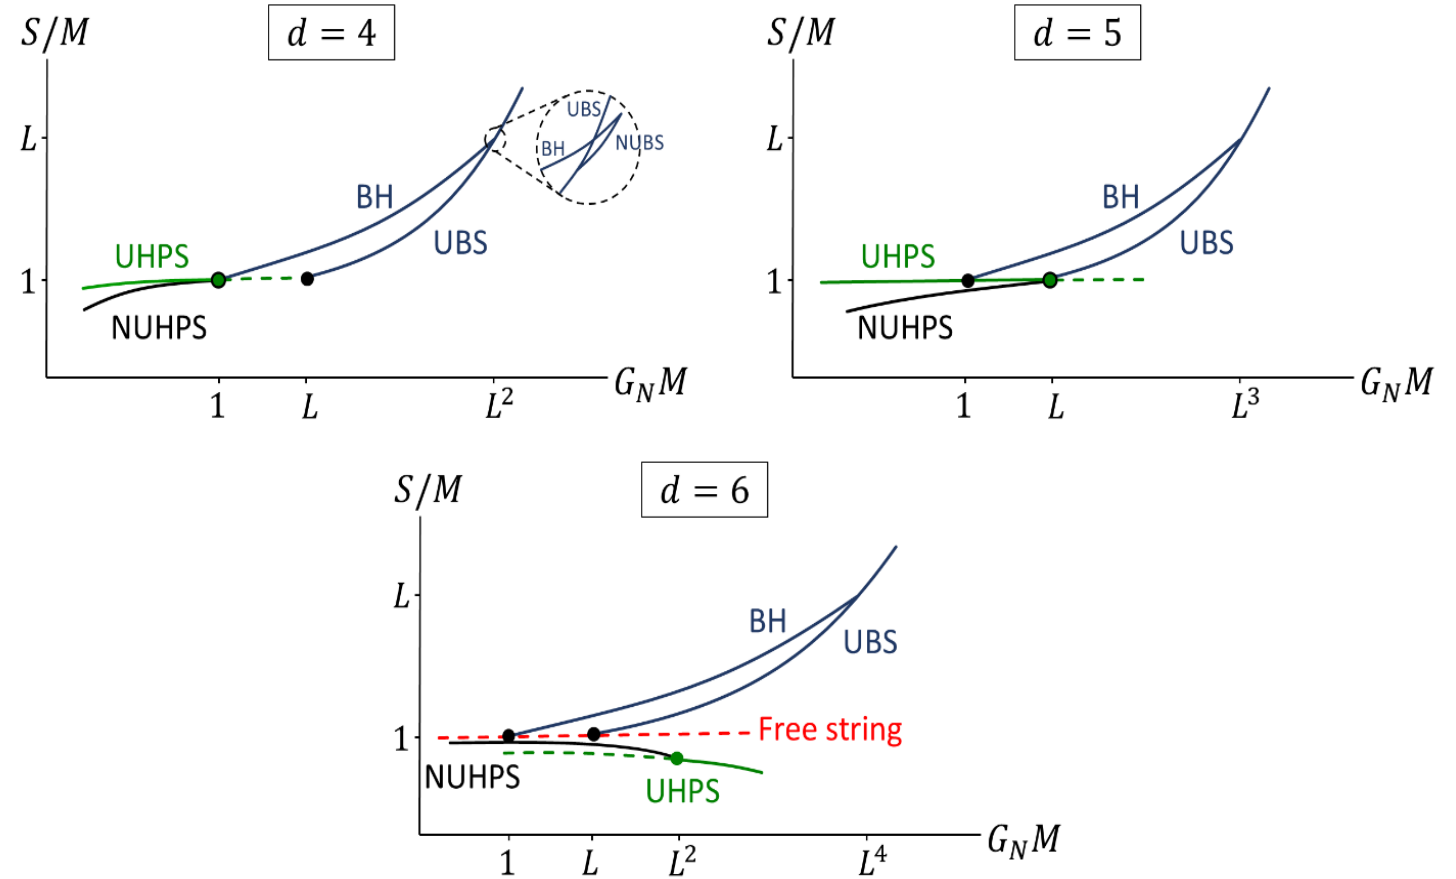 S/M
d = 4
L
1
UHPS
NUHPS
BH
UBS
UBS
BH
NUBS
1
L
L²
G_N M
S/M
d = 5
L
1
UHPS
NUHPS
BH
UBS
1
L
L³
G_N M
S/M
d = 6
L
1
BH
UBS
Free string
NUHPS
UHPS
1
L
L²
L⁴
G_N M